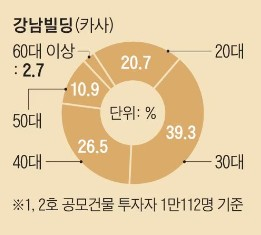 강남빌딩(카사)
60대 이상
: 2.7
20대
20.7
10.9
단위: %
50대
39.3
26.5
40대
30대
※1, 2호 공모건물 투자자 1만112명 기준